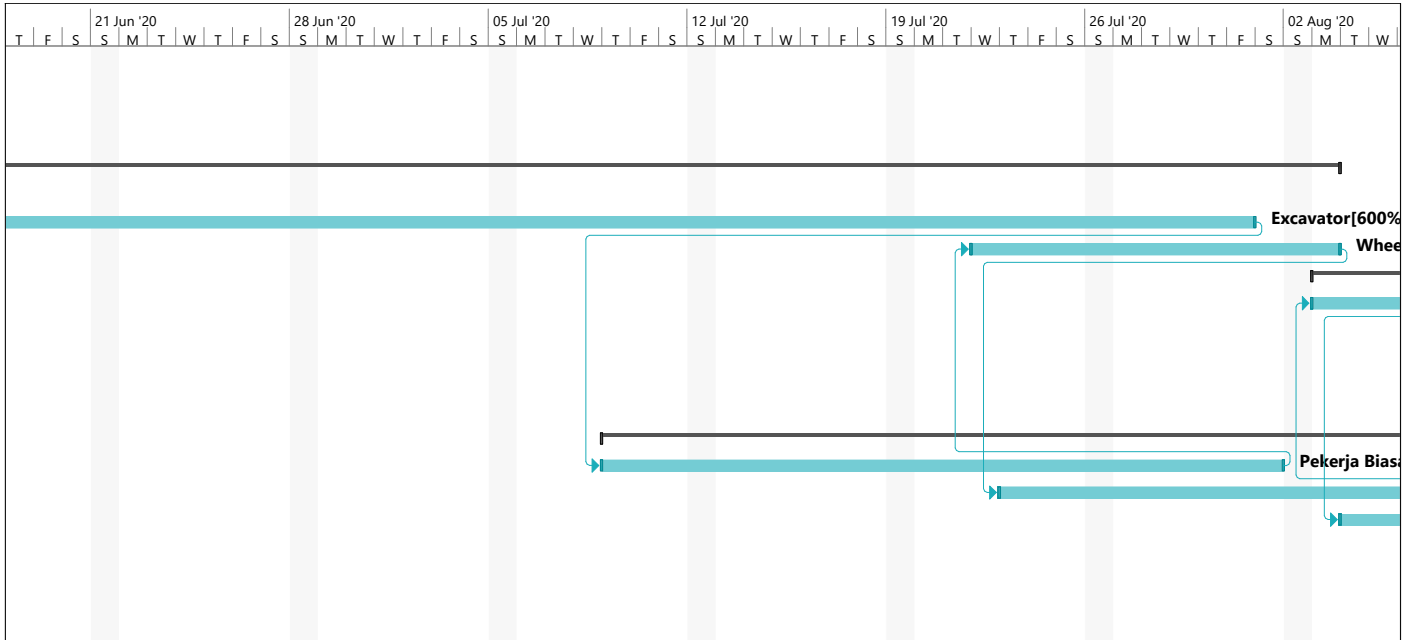 21 Jun '20 28 Jun '20 05 Jul '20 12 Jul '20 19 Jul '20 26 Jul '20 02 Aug '20
T F S S M T W T F S S M T W T F S S M T W T F S S M T W T F S S M T W T F S S M T W T F S S M T W
Excavator[600%
Whee
Pekerja Biasa